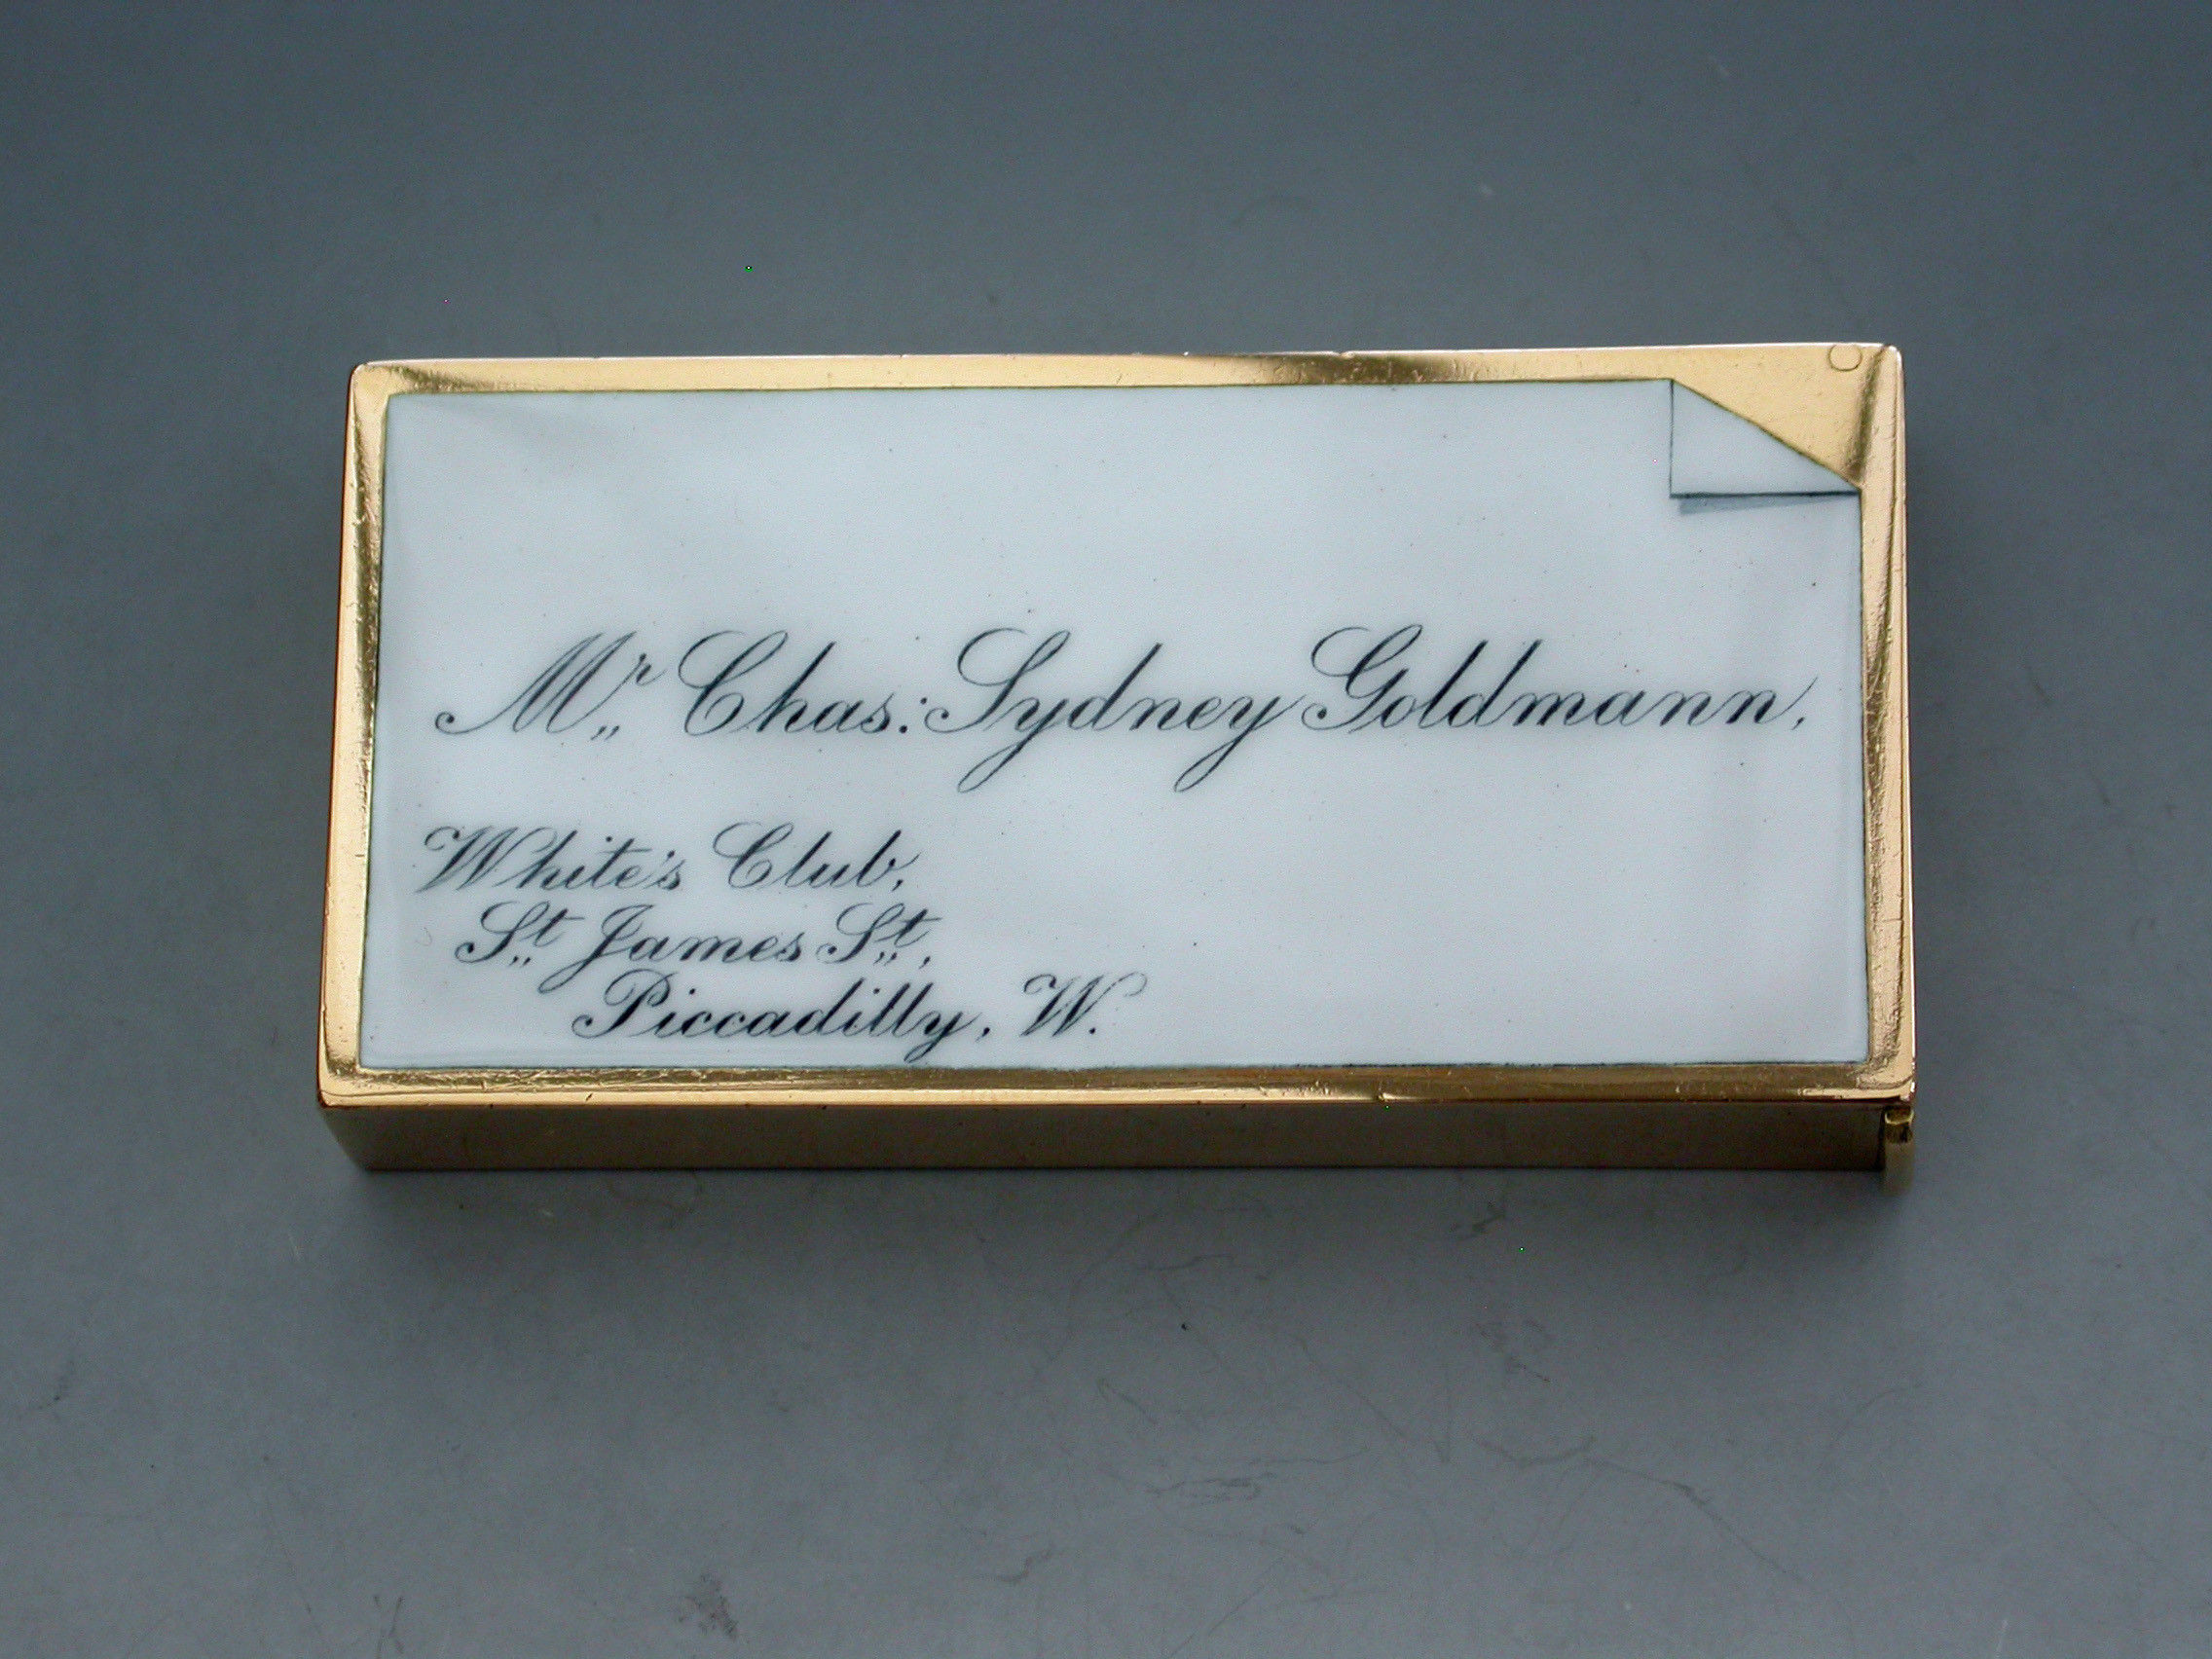 Mr. Chas: Sydney Goldmann,
White's Club,
St. James St.,
Piccadilly, W.